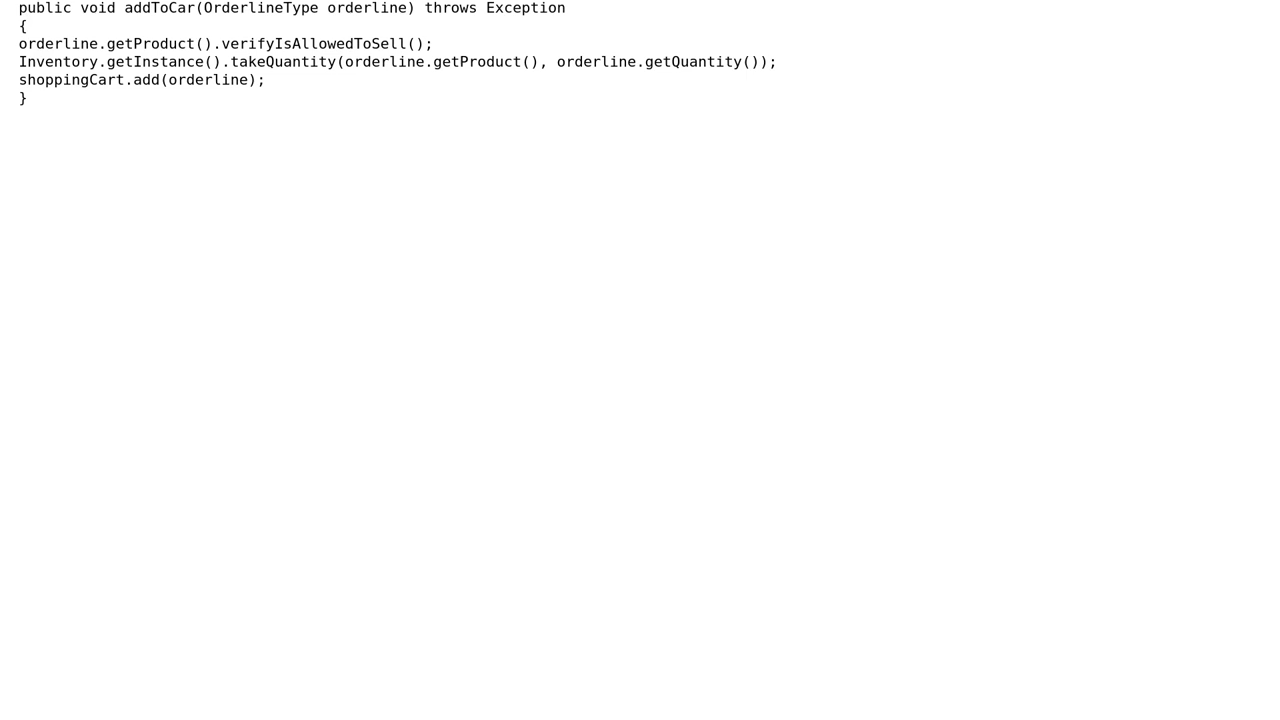 public void addToCar(OrderlineType orderline) throws Exception
{
orderline.getProduct().verifyIsAllowedToSell();
Inventory.getInstance().takeQuantity(orderline.getProduct(), orderline.getQuantity());
shoppingCart.add(orderline);
}